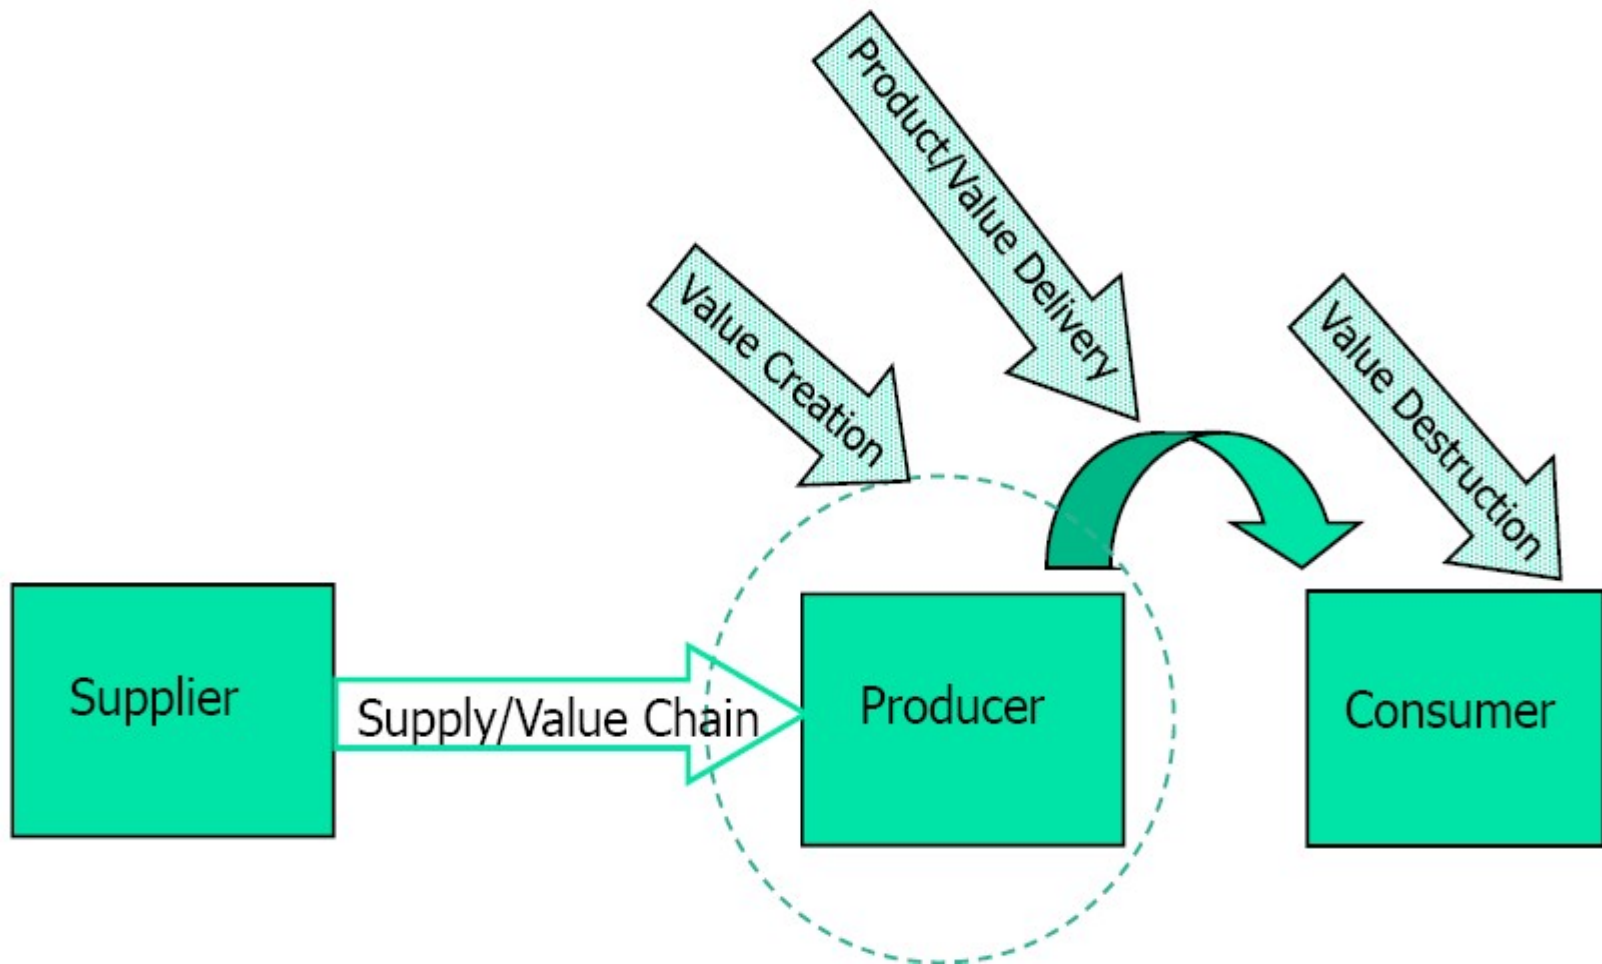 Product/Value Delivery
Value Creation
Value Destruction
Supplier
Supply/Value Chain
Producer
Consumer